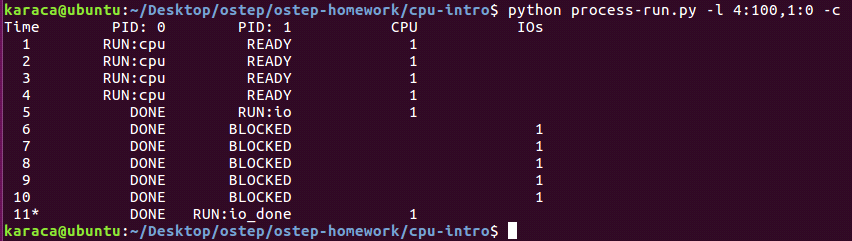 karaca@ubuntu:~/Desktop/ostep/ostep-homework/cpu-intro$ python process-run.py -l 4:100,1:0 -c
Time        PID: 0        PID: 1           CPU           IOs
  1        RUN:cpu         READY             1
  2        RUN:cpu         READY             1
  3        RUN:cpu         READY             1
  4        RUN:cpu         READY             1
  5           DONE        RUN:io             1
  6           DONE       BLOCKED                           1
  7           DONE       BLOCKED                           1
  8           DONE       BLOCKED                           1
  9           DONE       BLOCKED                           1
 10           DONE       BLOCKED                           1
 11*          DONE   RUN:io_done             1
karaca@ubuntu:~/Desktop/ostep/ostep-homework/cpu-intro$